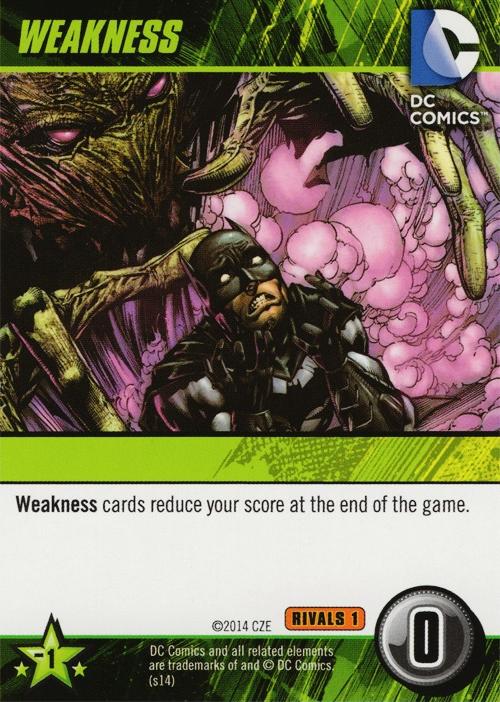 WEAKNESS
DC
DC
COMICS™
Weakness cards reduce your score at the end of the game.
©2014 CZE
RIVALS 1
0
-1
DC Comics and all related elements
are trademarks of and © DC Comics.
(s14)